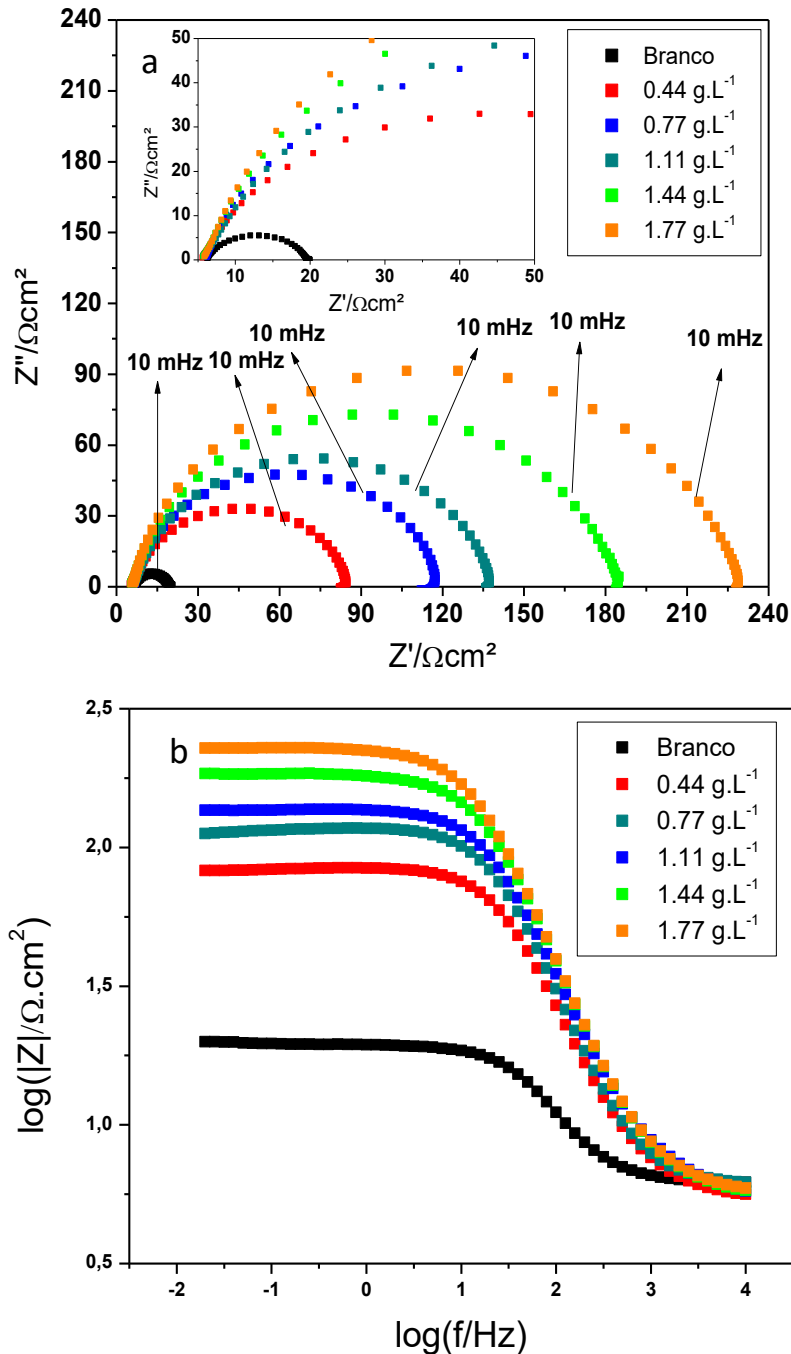 240
210
180
150
120
90
60
30
0
Z"/Ωcm²
a
50
40
30
20
10
0
Z"/Ωcm²
10 20 30 40 50
Z'/Ωcm²
Branco
0.44 g.L⁻¹
0.77 g.L⁻¹
1.11 g.L⁻¹
1.44 g.L⁻¹
1.77 g.L⁻¹
10 mHz
10 mHz
10 mHz
10 mHz
10 mHz
10 mHz
0 30 60 90 120 150 180 210 240
Z'/Ωcm²
b
2,5
2,0
1,5
1,0
0,5
log(|Z|/Ω.cm²)
Branco
0.44 g.L⁻¹
0.77 g.L⁻¹
1.11 g.L⁻¹
1.44 g.L⁻¹
1.77 g.L⁻¹
-2 -1 0 1 2 3 4
log(f/Hz)